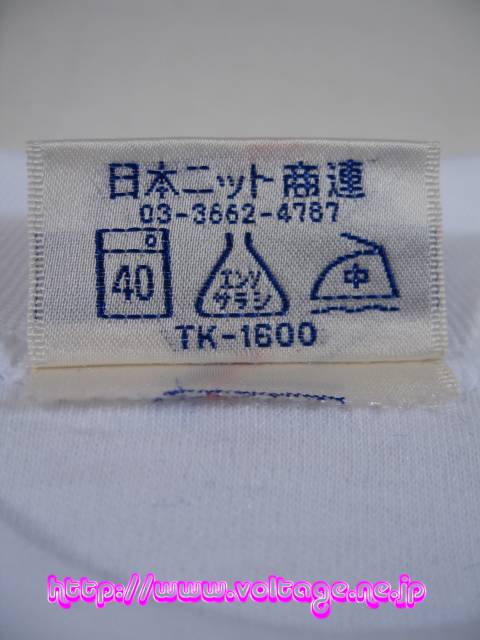 日本ニット商連
03-3662-4787
40
エンソ
サラシ
中
TK-1600
http://www.voltage.ne.jp